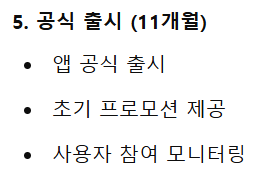 5. 공식 출시 (11개월)
• 앱 공식 출시
• 초기 프로모션 제공
• 사용자 참여 모니터링